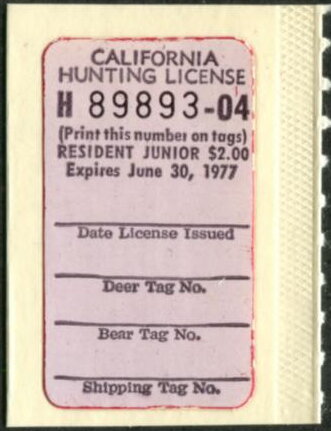 CALIFORNIA
HUNTING LICENSE
H 89893-04
(Print this number on tags)
RESIDENT JUNIOR $2.00
Expires June 30, 1977
Date License Issued
Deer Tag No.
Bear Tag No.
Shipping Tag No.